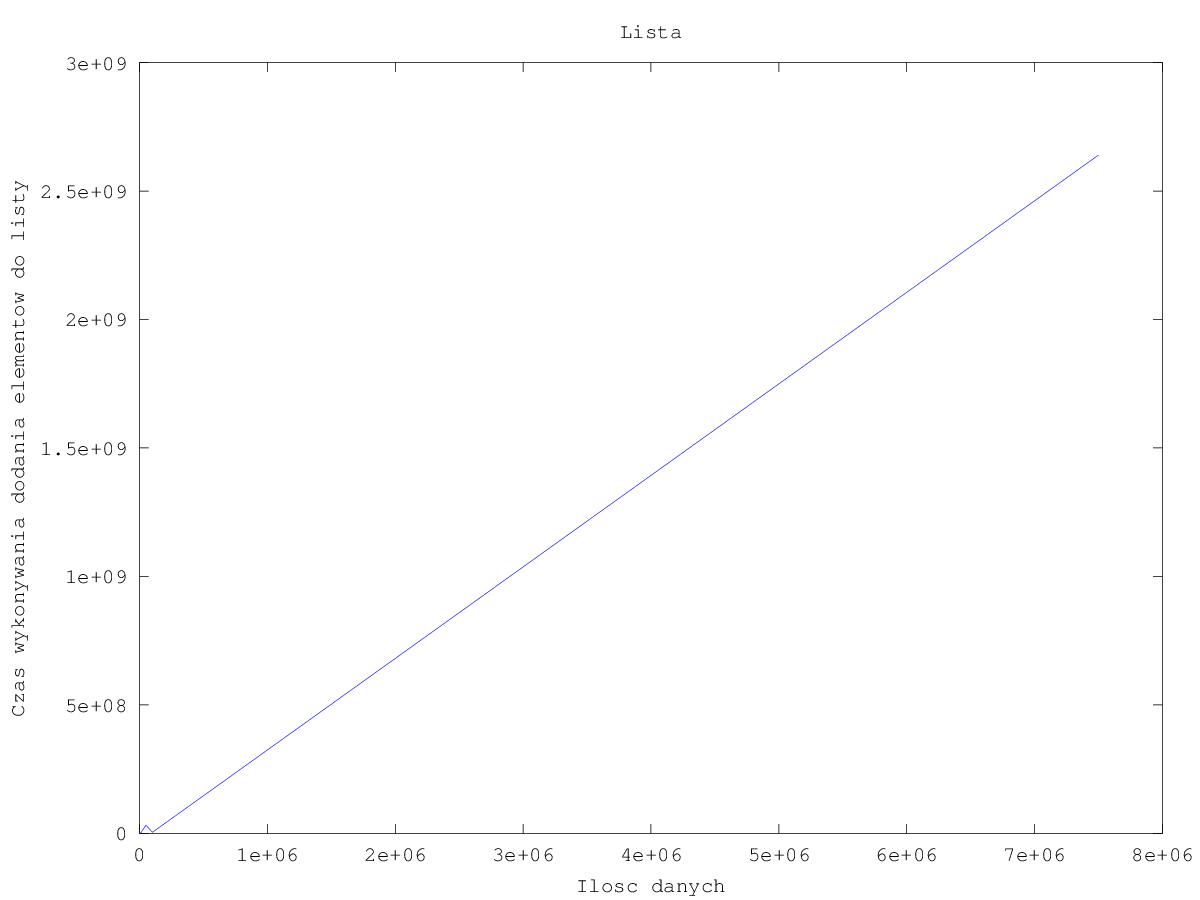 Lista
3e+09
2.5e+09
2e+09
1.5e+09
1e+09
5e+08
0
Czas wykonywania dodania elementow do listy
0 1e+06 2e+06 3e+06 4e+06 5e+06 6e+06 7e+06 8e+06
Ilosc danych